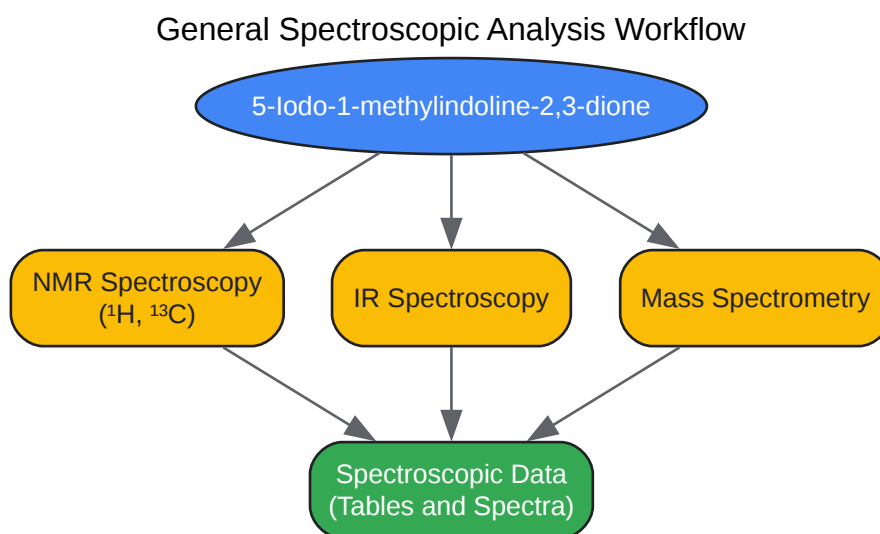 General Spectroscopic Analysis Workflow
5-Iodo-1-methylindoline-2,3-dione
NMR Spectroscopy
(¹H, ¹³C)
IR Spectroscopy
Mass Spectrometry
Spectroscopic Data
(Tables and Spectra)